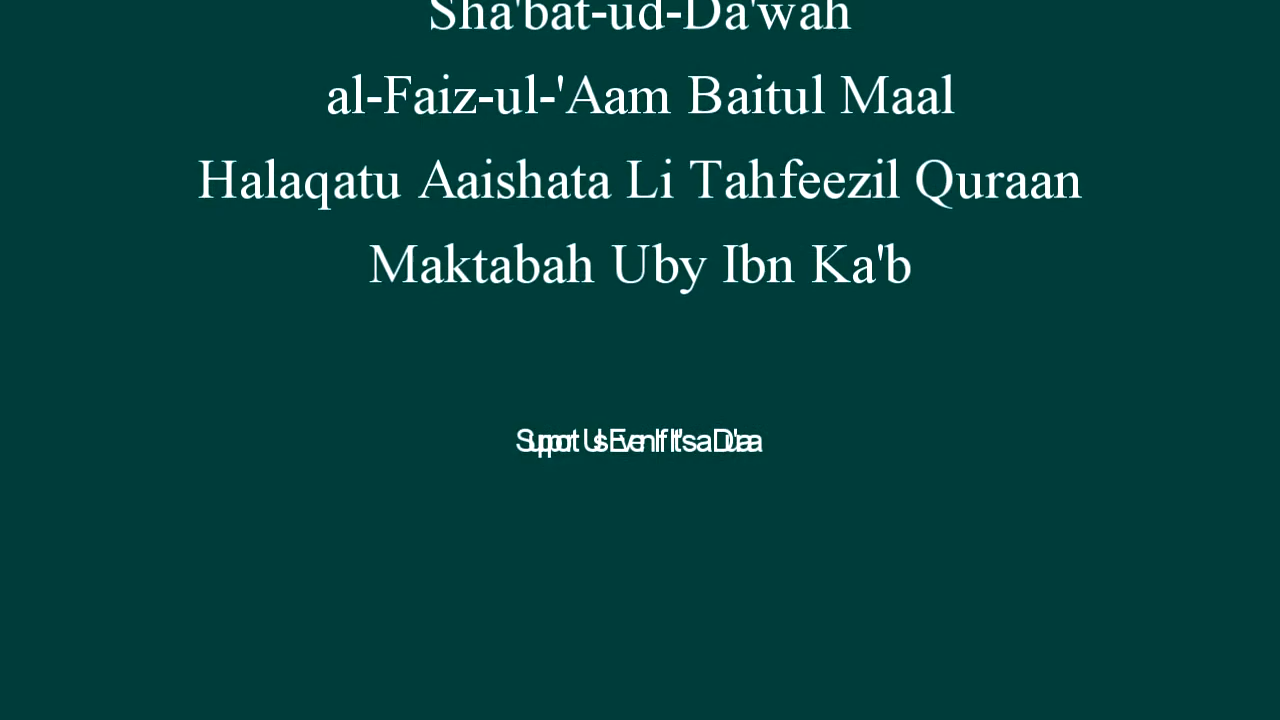 Sha'bat-ud-Da'wah
al-Faiz-ul-'Aam Baitul Maal
Halaqatu Aaishata Li Tahfeezil Quraan
Maktabah Uby Ibn Ka'b
Support Us Even If It's a Du'aa